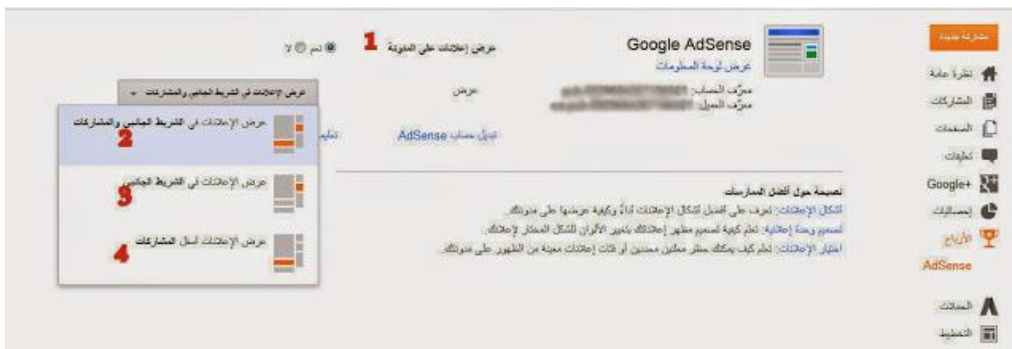 مشاركة جديدة
نظرة عامة
المشاركات
الصفحات
تعليقات
Google+
إحصائيات
الأرباح
AdSense
الحملات
التخطيط
Google AdSense
عرض لوحة المعلومات
معرّف الحساب:
معرّف العميل:
عرض إعلانات على المدونة 1
نعم لا
عرض
عرض الإعلانات في الشريط الجانبي والمشاركات
عرض الإعلانات في الشريط الجانبي والمشاركات
2
عرض الإعلانات في الشريط الجانبي
3
عرض الإعلانات أسفل المشاركات
4
تبديل حساب AdSense
نصيحة حول أفضل الممارسات
أشكال الإعلانات: تعرف على أفضل أشكال الإعلانات أداءً وكيفية عرضها على مدونتك.
تصميم وحدة إعلانية: تعلم كيفية تصميم مظهر إعلاناتك بتغيير الألوان للشكل المختار لإعلانك.
اختيار الإعلانات: تعلم كيف يمكنك حظر معلنين محددين أو فئات إعلانات معينة من الظهور على مدونتك.